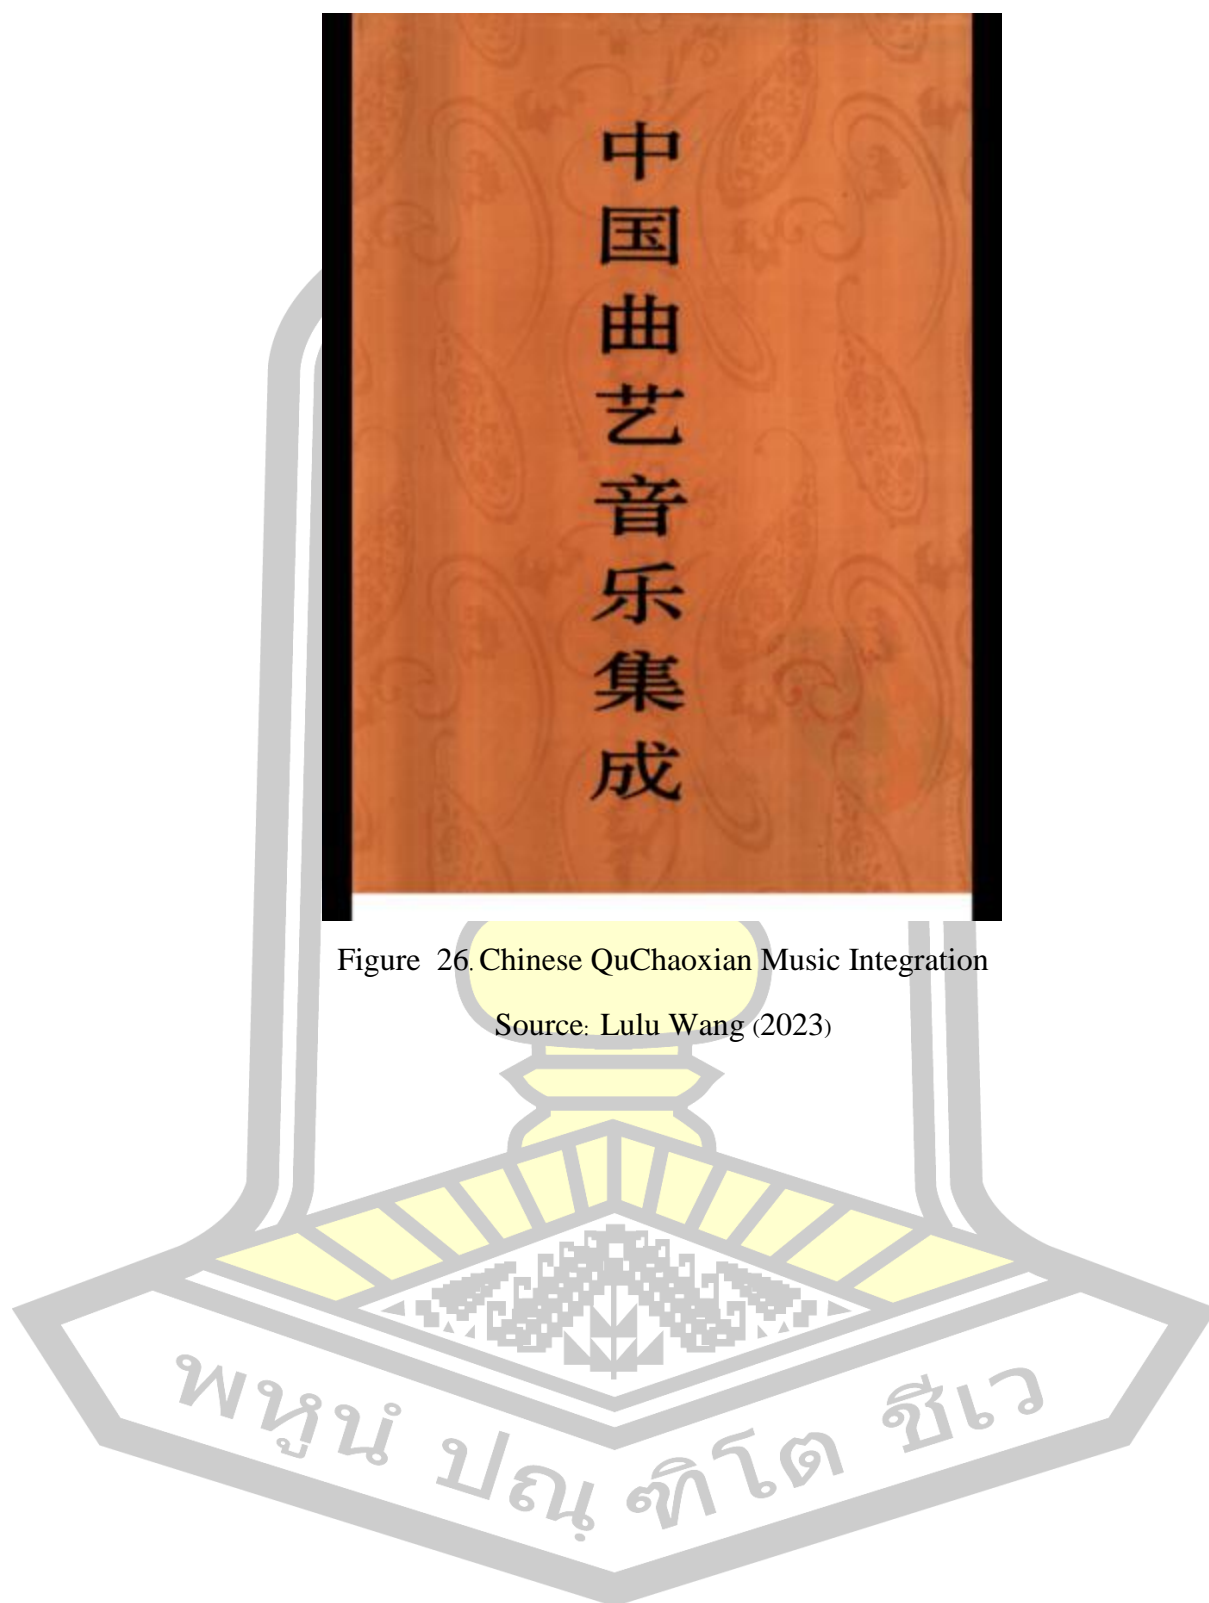 中国曲艺音乐集成
Figure 26. Chinese QuChaoxian Music Integration
Source: Lulu Wang (2023)
พหูนํ ปณฺฑิโต ชีเว